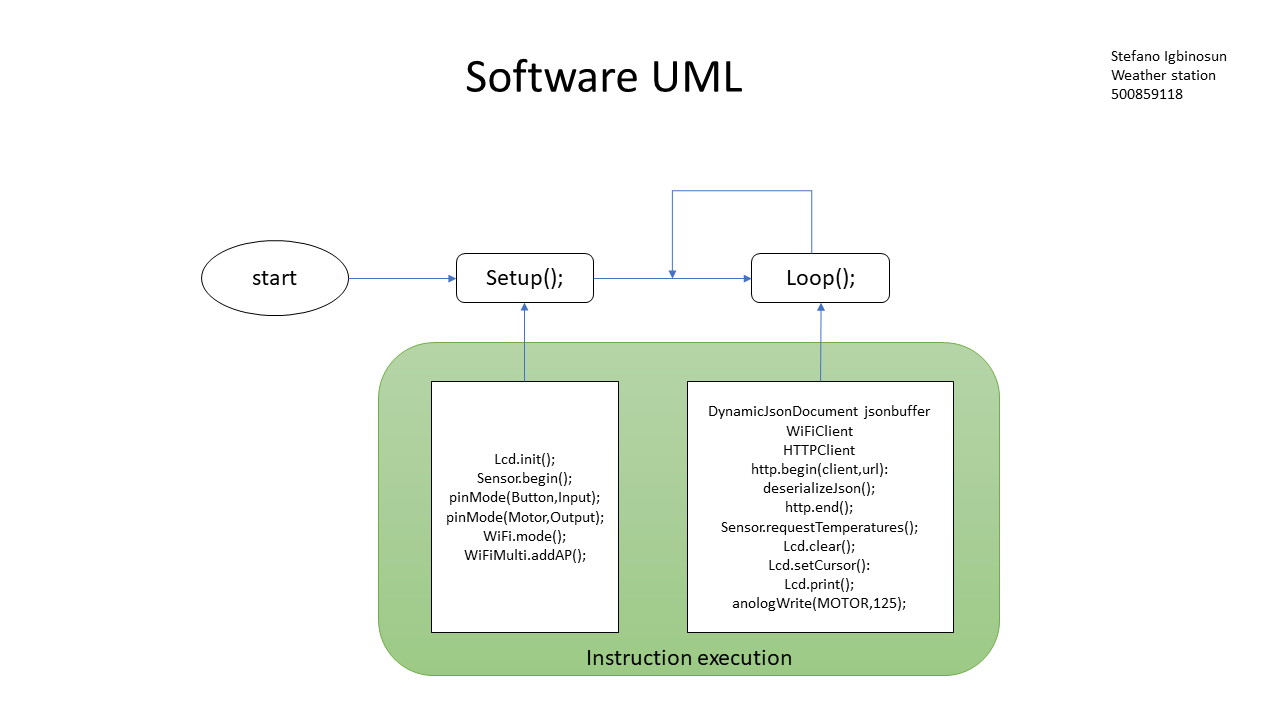 Software UML
Stefano Igbinosun
Weather station
500859118
start
Setup();
Loop();
Lcd.init();
Sensor.begin();
pinMode(Button,Input);
pinMode(Motor,Output);
WiFi.mode();
WiFiMulti.addAP();
DynamicJsonDocument jsonbuffer
WiFiClient
HTTPClient
http.begin(client,url):
deserializeJson();
http.end();
Sensor.requestTemperatures();
Lcd.clear();
Lcd.setCursor():
Lcd.print();
anologWrite(MOTOR,125);
Instruction execution